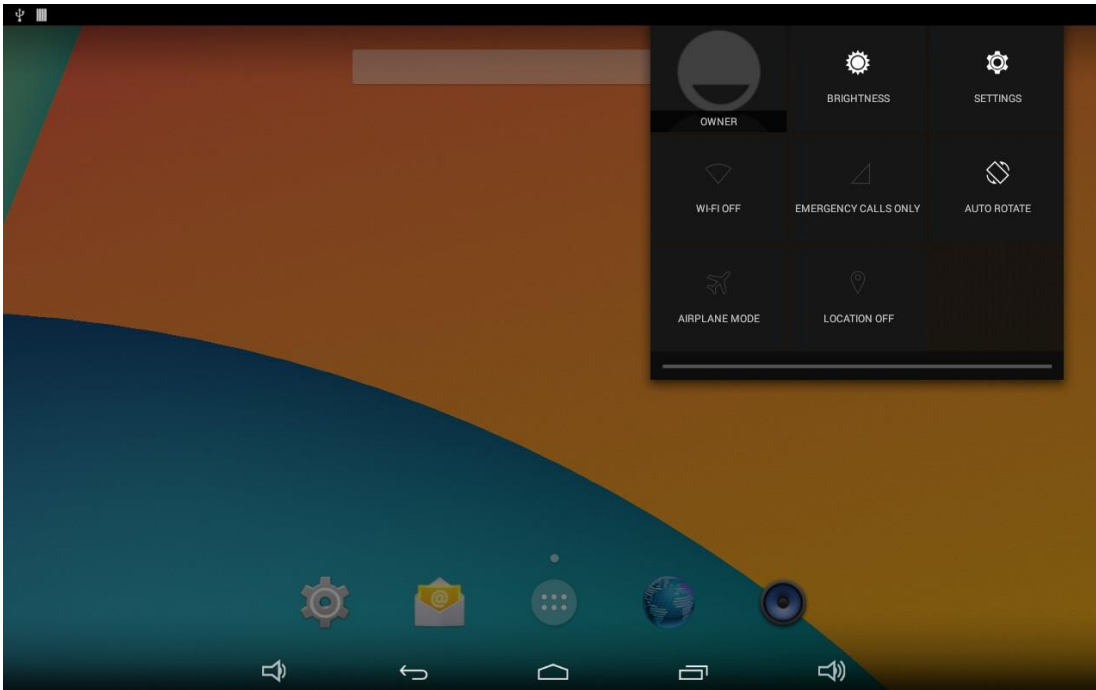 OWNER
BRIGHTNESS
SETTINGS
WI-FI OFF
EMERGENCY CALLS ONLY
AUTO ROTATE
AIRPLANE MODE
LOCATION OFF
@